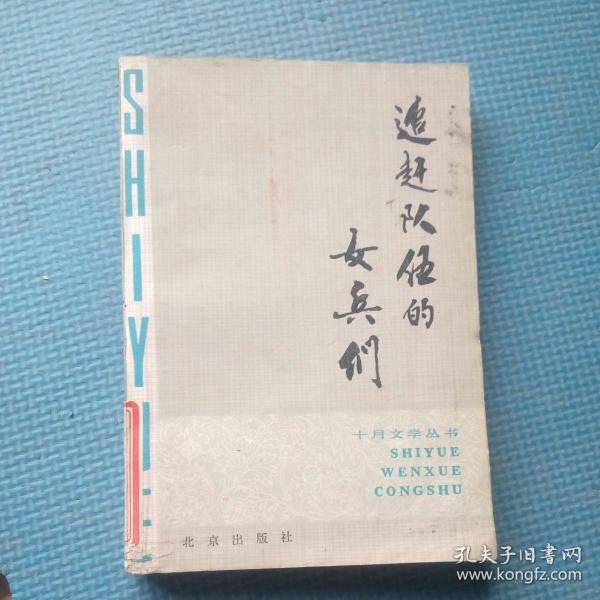 追赶队伍的
女兵们
十月文学丛书
SHIYUE
WENXUE
CONGSHU
北京出版社
SHIYUE
孔夫子旧书网
www.kongfz.com